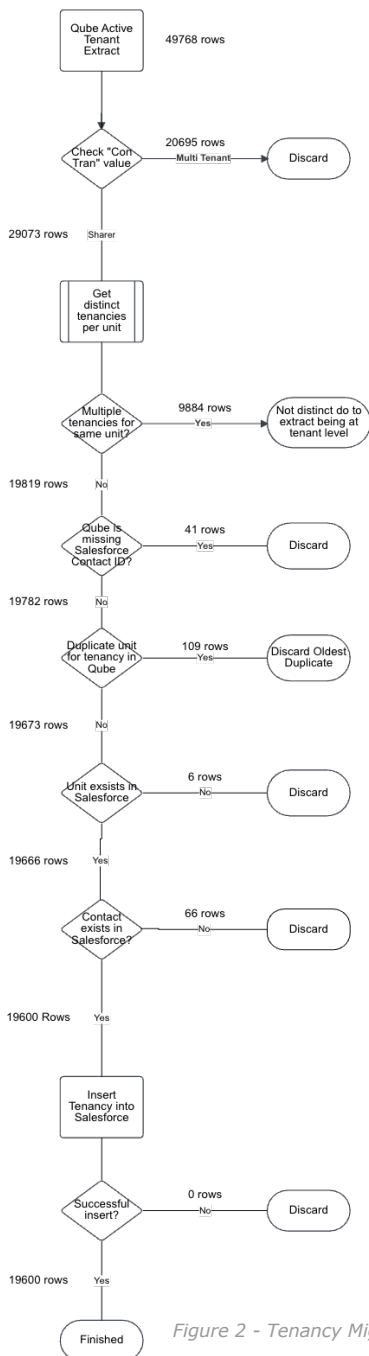 Qube Active
Tenant
Extract
49768 rows
Check "Con
Tran" value
20695 rows
Multi Tenant
Discard
29073 rows
Sharer
Get
distinct
tenancies
per unit
Multiple
tenancies for
same unit?
9884 rows
Yes
Not distinct do to
extract being at
tenant level
19819 rows
No
Qube is
missing
Salesforce
Contact ID?
41 rows
Yes
Discard
19782 rows
No
Duplicate unit
for tenancy in
Qube
109 rows
Yes
Discard Oldest
Duplicate
19673 rows
No
Unit exsists in
Salesforce
6 rows
No
Discard
19666 rows
Yes
Contact
exists in
Salesforce?
66 rows
No
Discard
19600 Rows
Yes
Insert
Tenancy into
Salesforce
Successful
insert?
0 rows
No
Discard
19600 rows
Yes
Finished
Figure 2 - Tenancy Mig